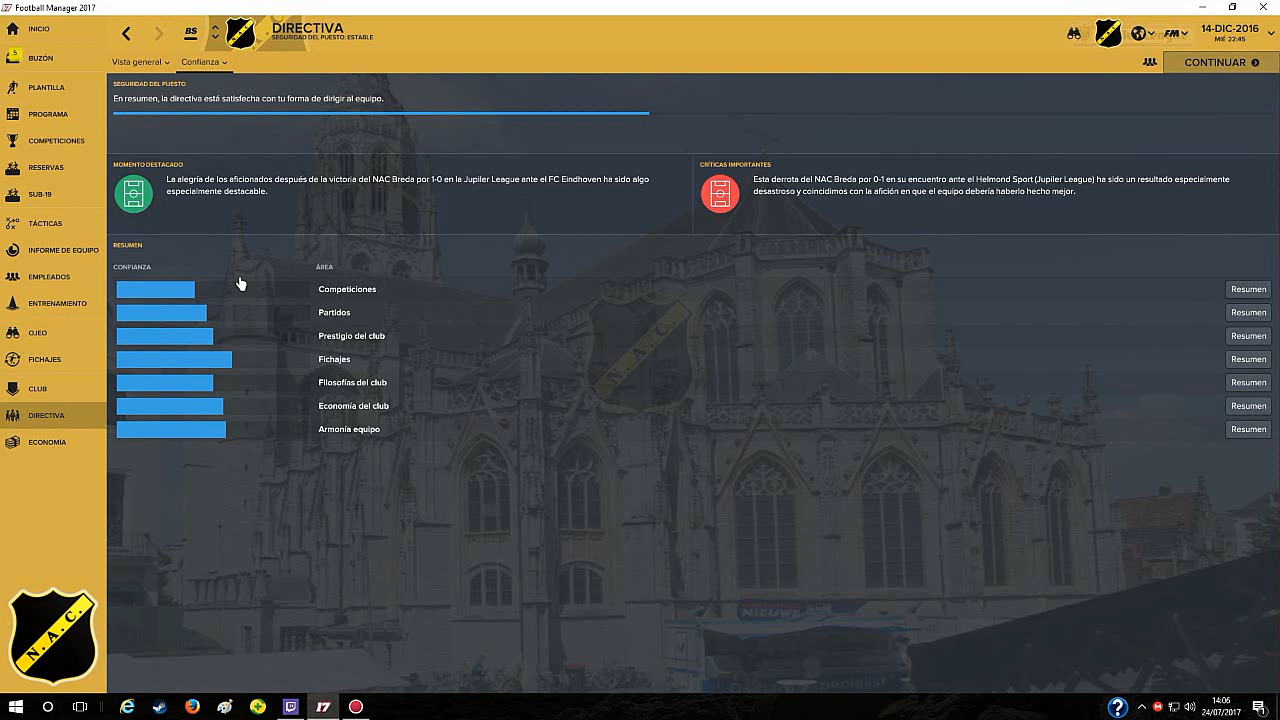 Football Manager 2017
INICIO
5
BUZÓN
PLANTILLA
PROGRAMA
COMPETICIONES
RESERVAS
SUB-19
TÁCTICAS
INFORME DE EQUIPO
EMPLEADOS
ENTRENAMIENTO
OJEO
FICHAJES
CLUB
DIRECTIVA
ECONOMÍA
N.A.C.
BS
DIRECTIVA
SEGURIDAD DEL PUESTO: ESTABLE
FM
14-DIC-2016
MIÉ 22:45
Vista general
Confianza
CONTINUAR
SEGURIDAD DEL PUESTO
En resumen, la directiva está satisfecha con tu forma de dirigir al equipo.
MOMENTO DESTACADO
La alegría de los aficionados después de la victoria del NAC Breda por 1-0 en la Jupiler League ante el FC Eindhoven ha sido algo
especialmente destacable.
CRÍTICAS IMPORTANTES
Esta derrota del NAC Breda por 0-1 en su encuentro ante el Helmond Sport (Jupiler League) ha sido un resultado especialmente
desastroso y coincidimos con la afición en que el equipo debería haberlo hecho mejor.
RESUMEN
CONFIANZA ÁREA
Competiciones Resumen
Partidos Resumen
Prestigio del club Resumen
Fichajes Resumen
Filosofías del club Resumen
Economía del club Resumen
Armonía equipo Resumen
N.A.C.
NIEUWE
specialist
17
14:06
24/07/2017